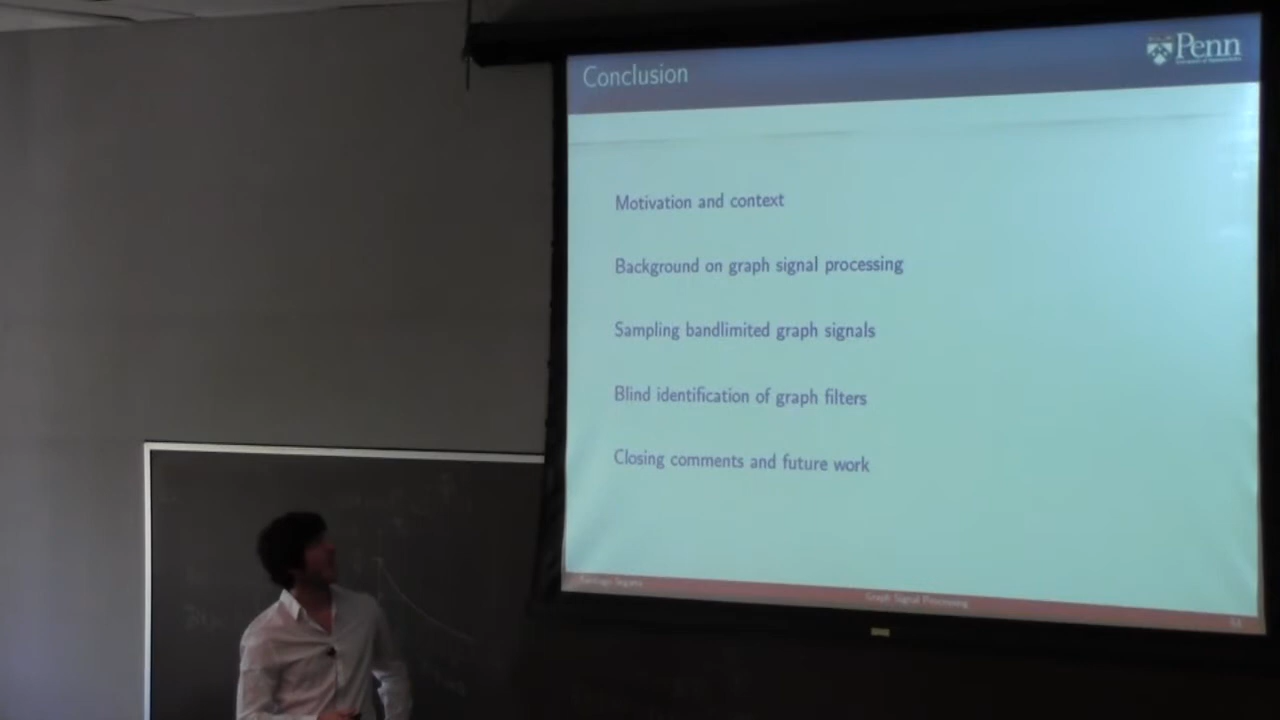 Conclusion
Penn
Motivation and context
Background on graph signal processing
Sampling bandlimited graph signals
Blind identification of graph filters
Closing comments and future work
Graph Signal Processing